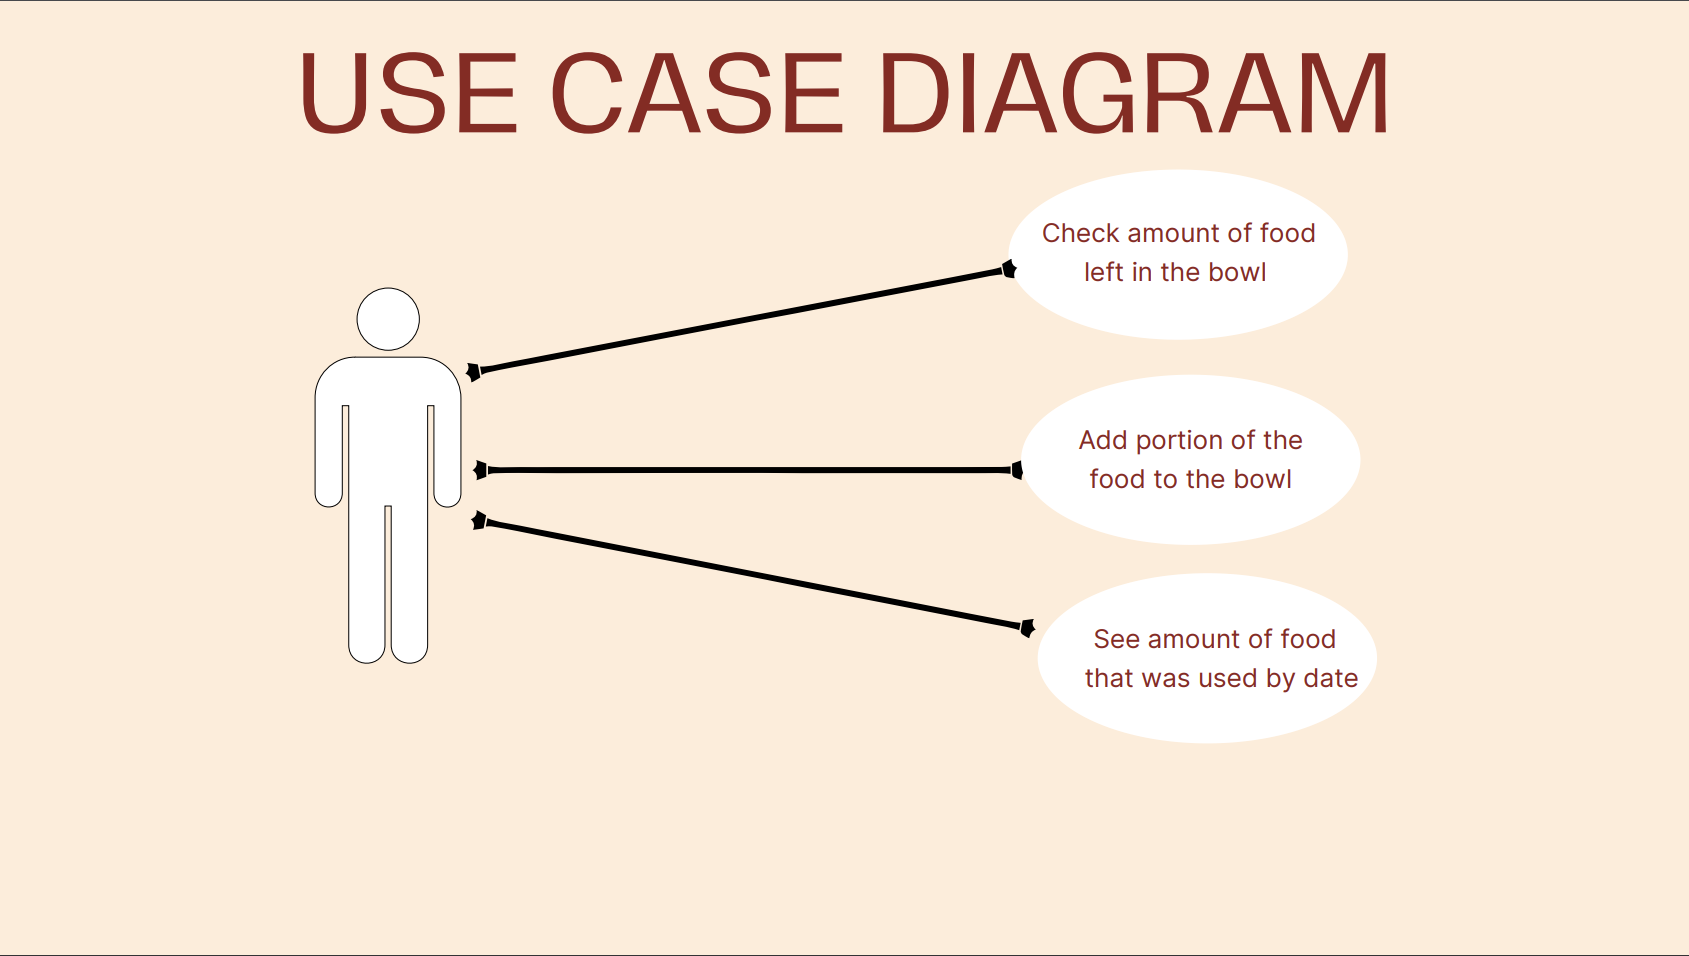 USE CASE DIAGRAM
Check amount of food
left in the bowl
Add portion of the
food to the bowl
See amount of food
that was used by date